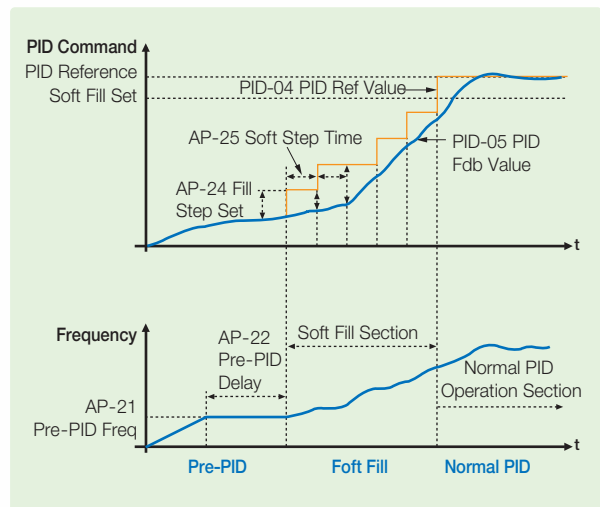 PID Command
PID Reference
Soft Fill Set
PID-04 PID Ref Value
AP-25 Soft Step Time
PID-05 PID
Fdb Value
AP-24 Fill
Step Set
t
Frequency
AP-22
Pre-PID
Delay
Soft Fill Section
Normal PID
Operation Section
AP-21
Pre-PID Freq
t
Pre-PID
Foft Fill
Normal PID